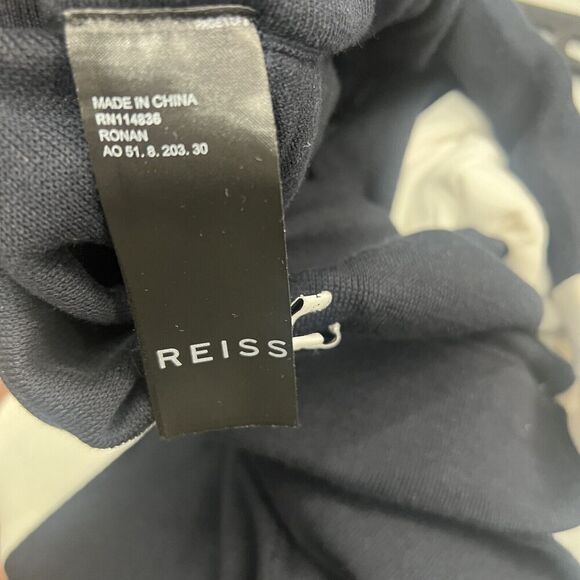 MADE IN CHINA
RN114836
RONAN
AO 51. 8. 203. 30
REISS